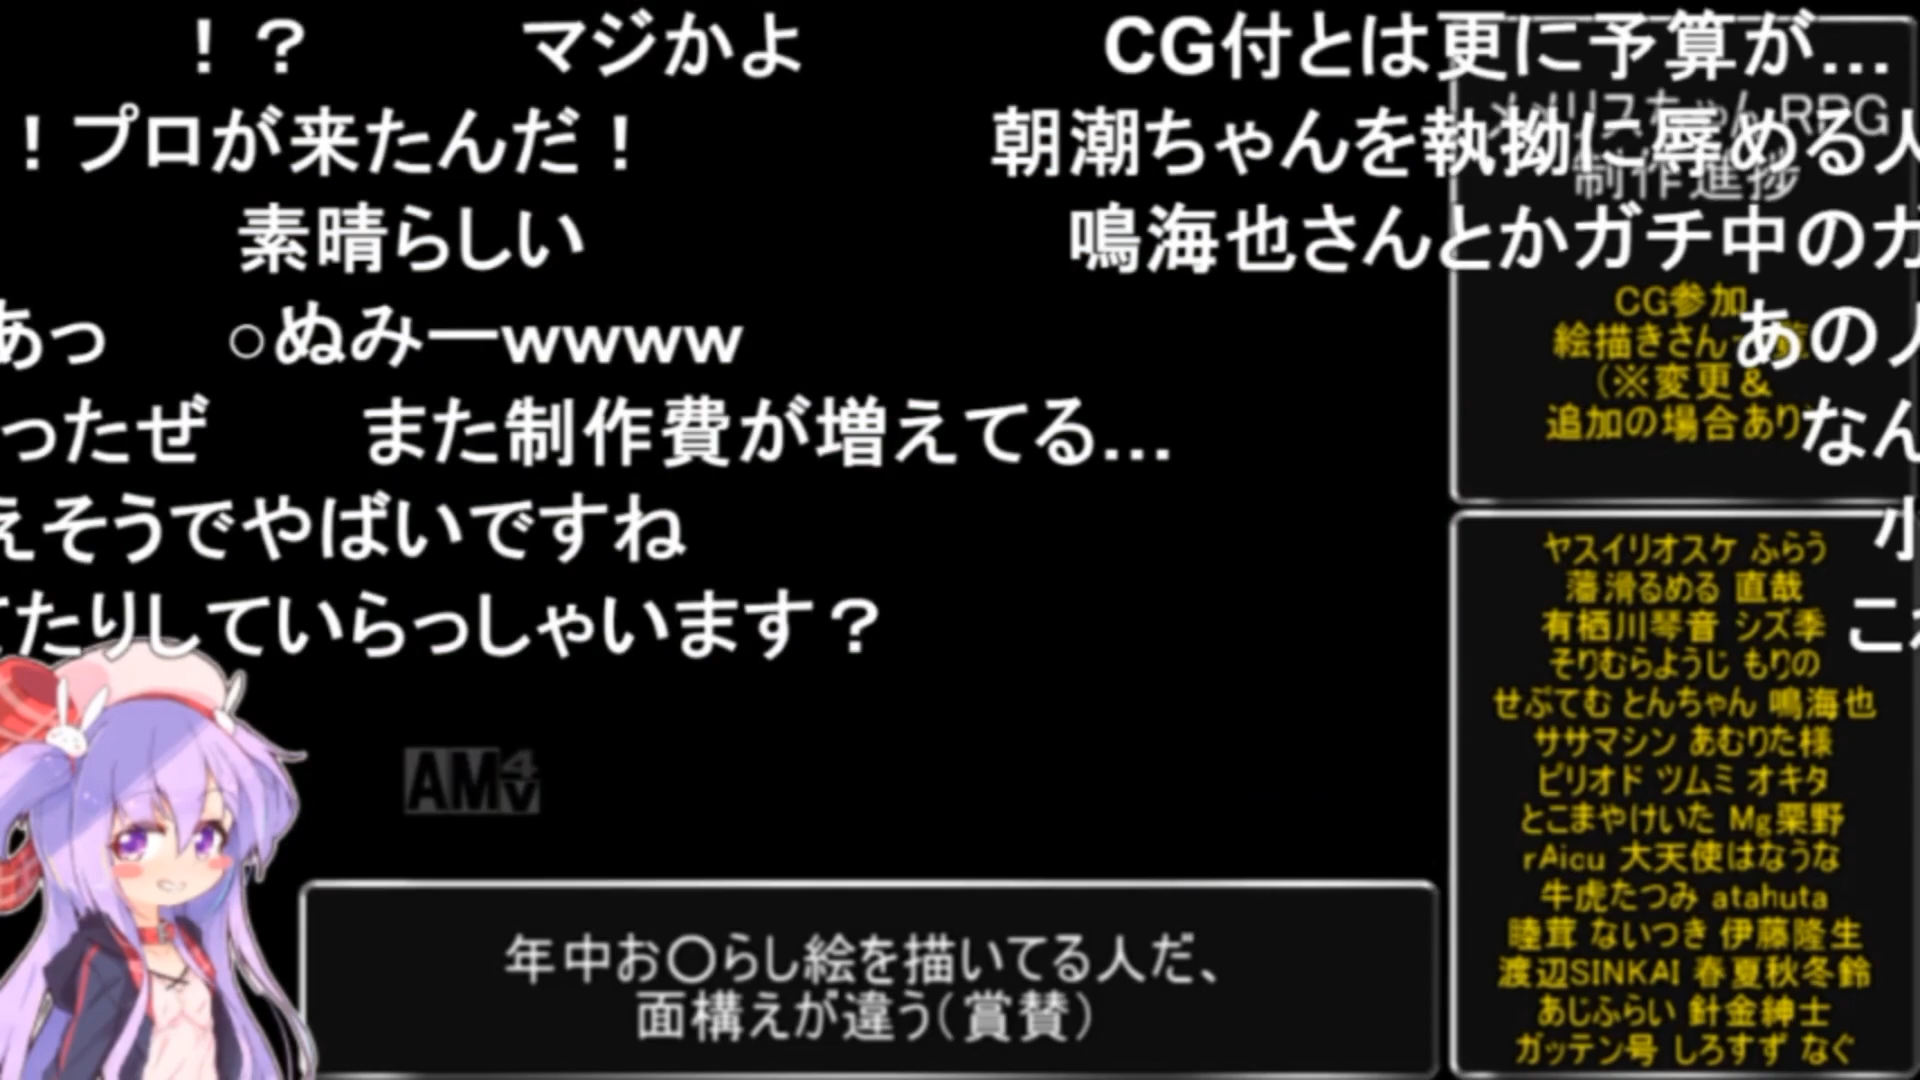 ！？
マジかよ
CG付とは更に予算が…
！プロが来たんだ！
朝潮ちゃんを執拗に辱める人
素晴らしい
鳴海也さんとかガチ中のガ
あっ
○ぬみーwwww
あの人
ったぜ
また制作費が増えてる…
なん
えそうでやばいですね
小
てたりしていらっしゃいます？
RPG
制作進捗
CG参加
絵描きさん
（※変更＆
追加の場合あり
ヤスイリオスケ ふらう
藩滑るめる 直哉
有栖川琴音 シズ季
そりむらようじ もりの
せぶてむ とんちゃん 鳴海也
ササマシン あむりた様
ピリオド ツムミ オキタ
とこまやけいた Mg栗野
rAicu 大天使はなうな
牛虎たつみ atahuta
睦茸 ないつき 伊藤隆生
渡辺SINKAI 春夏秋冬鈴
あじふらい 針金紳士
ガッテン号 しろすず なぐ
AM4V
年中お〇らし絵を描いてる人だ、
面構えが違う（賞賛）